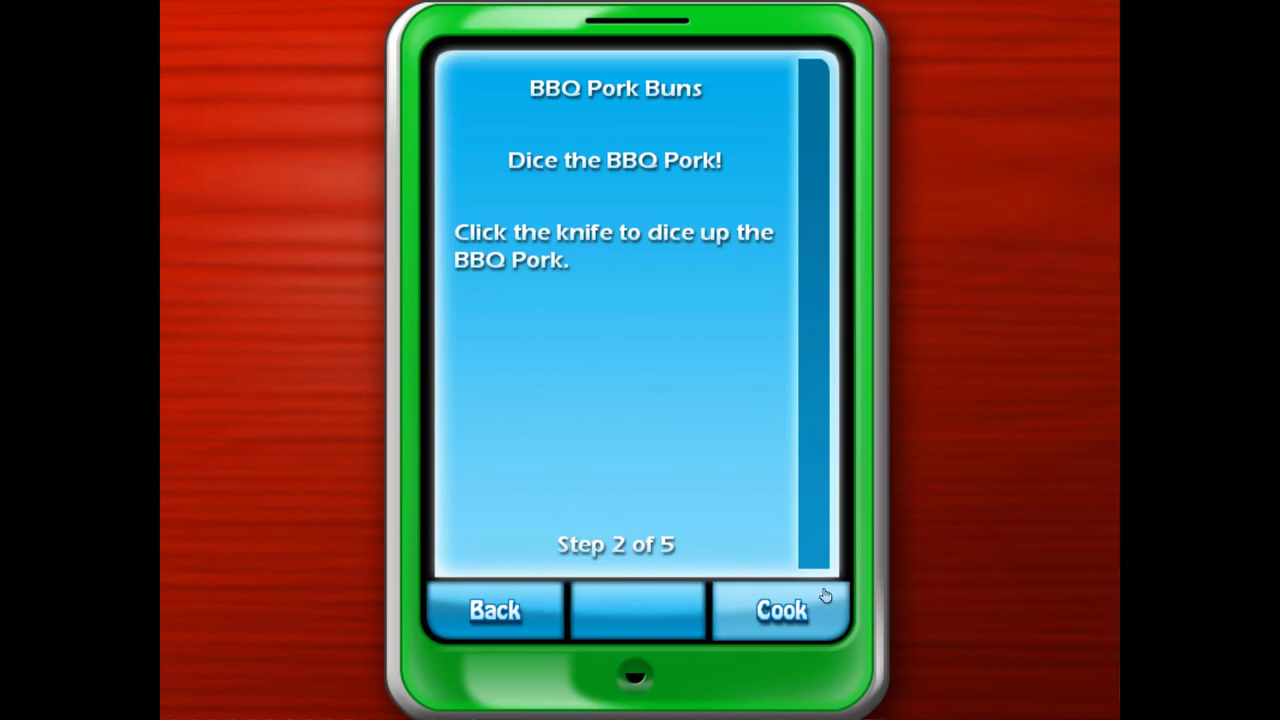 BBQ Pork Buns
Dice the BBQ Pork!
Click the knife to dice up the
BBQ Pork.
Step 2 of 5
Back
Cook